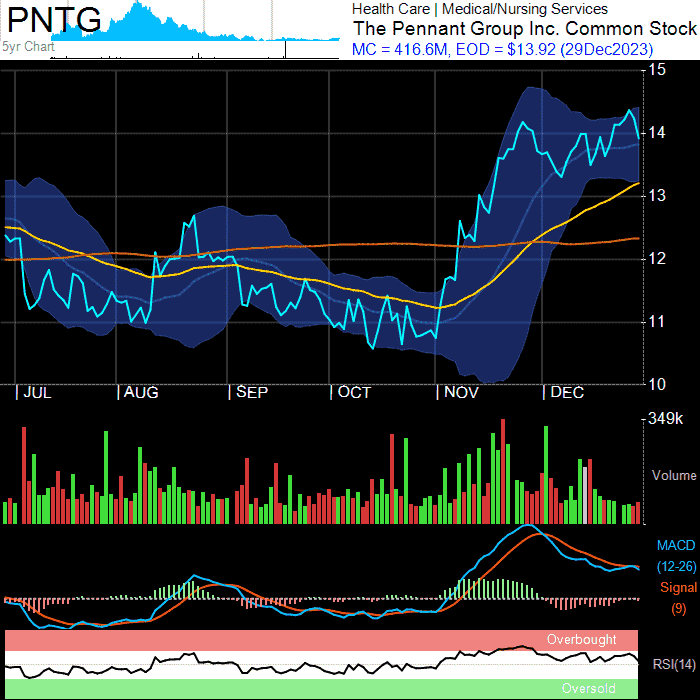 PNTG
5yr Chart
Health Care | Medical/Nursing Services
The Pennant Group Inc. Common Stock
MC = 416.6M, EOD = $13.92 (29Dec2023)
15
14
13
12
11
10
JUL AUG SEP OCT NOV DEC
349k
Volume
MACD
(12-26)
Signal
(9)
Overbought
RSI(14)
Oversold